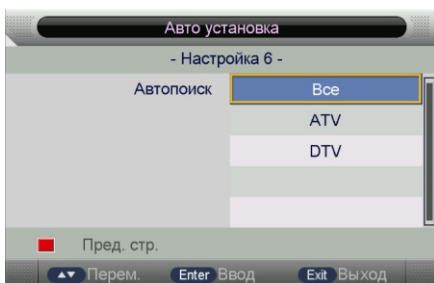 Авто установка
- Настройка 6 -
Автопоиск Все
ATV
DTV
Пред. стр.
Перем. Enter Ввод Exit Выход